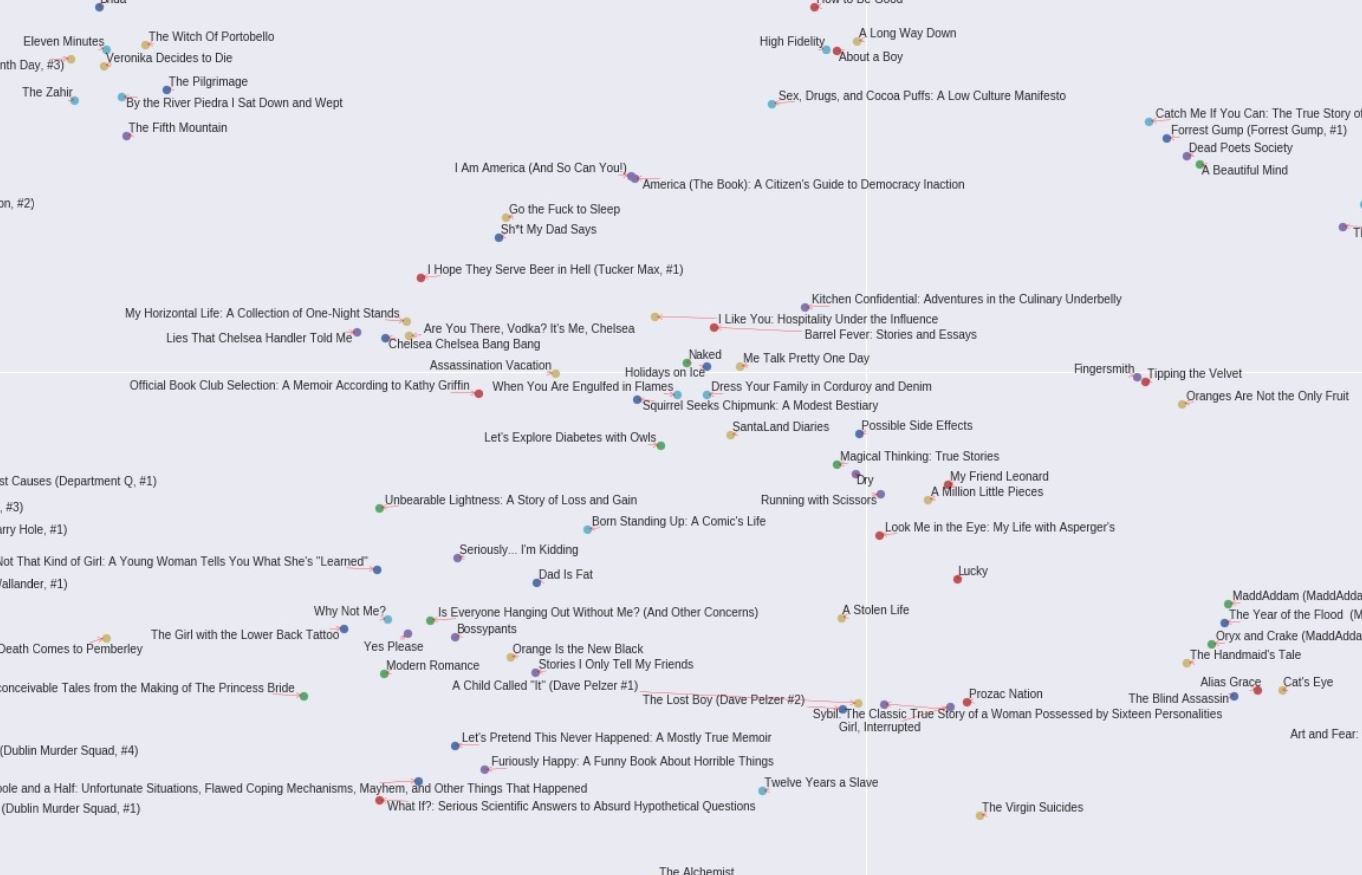 Brida
How to Be Good
The Witch Of Portobello
A Long Way Down
Eleven Minutes
High Fidelity
About a Boy
Veronika Decides to Die
nth Day, #3)
The Pilgrimage
The Zahir
Sex, Drugs, and Cocoa Puffs: A Low Culture Manifesto
By the River Piedra I Sat Down and Wept
Catch Me If You Can: The True Story of
The Fifth Mountain
Forrest Gump (Forrest Gump, #1)
Dead Poets Society
I Am America (And So Can You!)
A Beautiful Mind
America (The Book): A Citizen's Guide to Democracy Inaction
on, #2)
Go the Fuck to Sleep
Sh*t My Dad Says
I Hope They Serve Beer in Hell (Tucker Max, #1)
Kitchen Confidential: Adventures in the Culinary Underbelly
My Horizontal Life: A Collection of One-Night Stands
I Like You: Hospitality Under the Influence
Are You There, Vodka? It's Me, Chelsea
Barrel Fever: Stories and Essays
Lies That Chelsea Handler Told Me
Chelsea Chelsea Bang Bang
Naked
Me Talk Pretty One Day
Assassination Vacation
Holidays on Ice
Fingersmith
Tipping the Velvet
Official Book Club Selection: A Memoir According to Kathy Griffin
When You Are Engulfed in Flames
Dress Your Family in Corduroy and Denim
Oranges Are Not the Only Fruit
Squirrel Seeks Chipmunk: A Modest Bestiary
SantaLand Diaries
Possible Side Effects
Let's Explore Diabetes with Owls
Magical Thinking: True Stories
My Friend Leonard
st Causes (Department Q, #1)
Dry
A Million Little Pieces
Unbearable Lightness: A Story of Loss and Gain
Running with Scissors
, #3)
Born Standing Up: A Comic's Life
Look Me in the Eye: My Life with Asperger's
arry Hole, #1)
Seriously... I'm Kidding
Not That Kind of Girl: A Young Woman Tells You What She's "Learned"
Dad Is Fat
Lucky
Wallander, #1)
MaddAddam (MaddAdda
Why Not Me?
Is Everyone Hanging Out Without Me? (And Other Concerns)
A Stolen Life
The Year of the Flood (M
Bossypants
The Girl with the Lower Back Tattoo
Oryx and Crake (MaddAdda
Yes Please
Death Comes to Pemberley
Orange Is the New Black
The Handmaid's Tale
Modern Romance
Stories I Only Tell My Friends
Alias Grace
Cat's Eye
A Child Called "It" (Dave Pelzer #1)
conceivable Tales from the Making of The Princess Bride
Prozac Nation
The Lost Boy (Dave Pelzer #2)
The Blind Assassin
Sybil: The Classic True Story of a Woman Possessed by Sixteen Personalities
Girl, Interrupted
Art and Fear:
Let's Pretend This Never Happened: A Mostly True Memoir
(Dublin Murder Squad, #4)
Furiously Happy: A Funny Book About Horrible Things
Twelve Years a Slave
ole and a Half: Unfortunate Situations, Flawed Coping Mechanisms, Mayhem, and Other Things That Happened
What If?: Serious Scientific Answers to Absurd Hypothetical Questions
(Dublin Murder Squad, #1)
The Virgin Suicides
The Alchemist